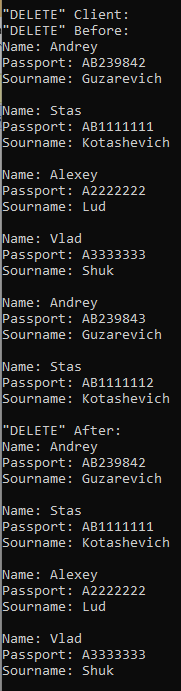 "DELETE" Client:
"DELETE" Before:
Name: Andrey
Passport: AB239842
Sourname: Guzarevich
Name: Stas
Passport: AB1111111
Sourname: Kotashevich
Name: Alexey
Passport: A2222222
Sourname: Lud
Name: Vlad
Passport: A3333333
Sourname: Shuk
Name: Andrey
Passport: AB239843
Sourname: Guzarevich
Name: Stas
Passport: AB1111112
Sourname: Kotashevich
"DELETE" After:
Name: Andrey
Passport: AB239842
Sourname: Guzarevich
Name: Stas
Passport: AB1111111
Sourname: Kotashevich
Name: Alexey
Passport: A2222222
Sourname: Lud
Name: Vlad
Passport: A3333333
Sourname: Shuk